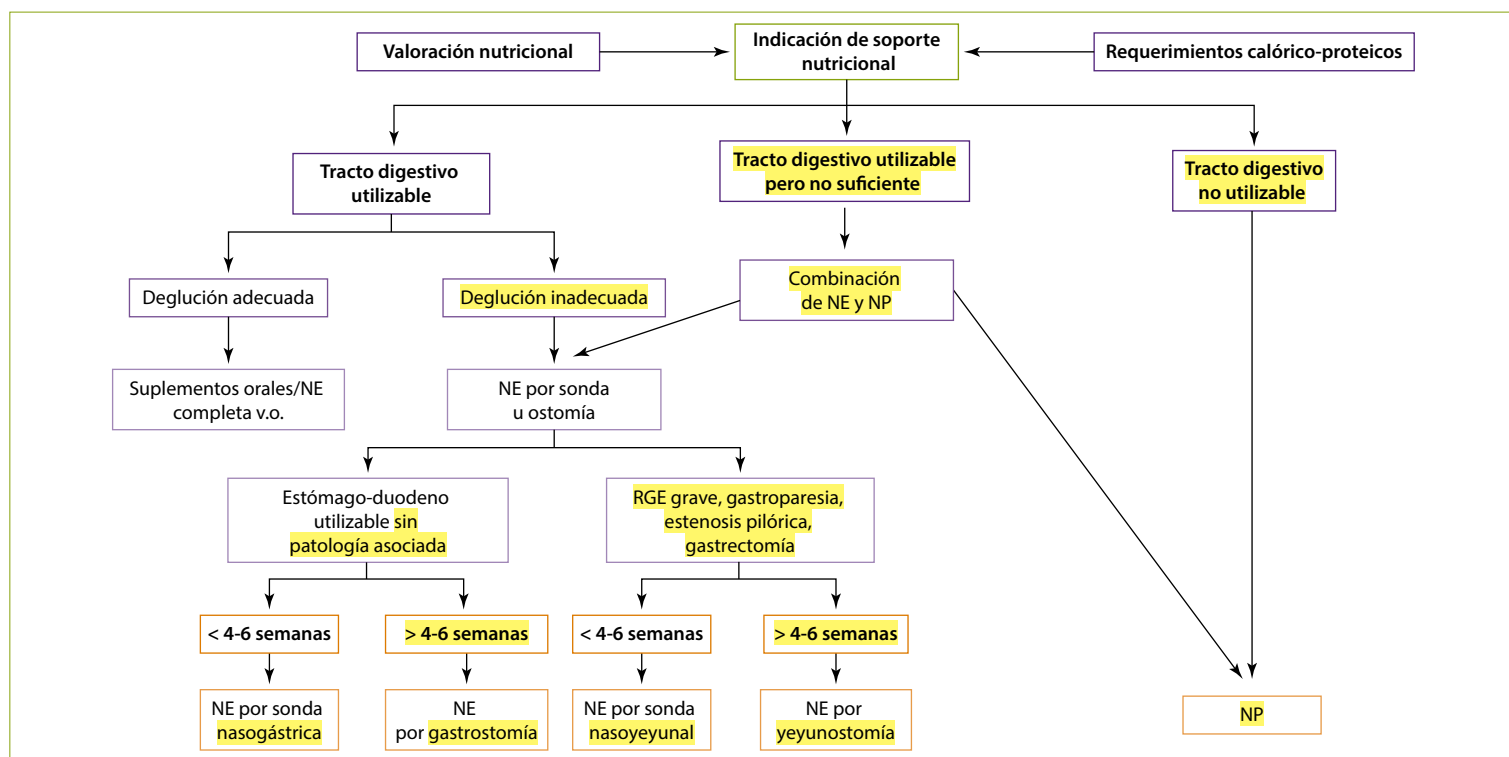 Valoración nutricional
Indicación de soporte
nutricional
Requerimientos calórico-proteicos
Tracto digestivo
utilizable
Tracto digestivo utilizable
pero no suficiente
Tracto digestivo
no utilizable
Deglución adecuada
Deglución inadecuada
Combinación
de NE y NP
Suplementos orales/NE
completa v.o.
NE por sonda
u ostomía
Estómago-duodeno
utilizable sin
patología asociada
RGE grave, gastroparesia,
estenosis pilórica,
gastrectomía
< 4-6 semanas
> 4-6 semanas
< 4-6 semanas
> 4-6 semanas
NE por sonda
nasogástrica
NE
por gastrostomía
NE por sonda
nasoyeyunal
NE por
yeyunostomía
NP